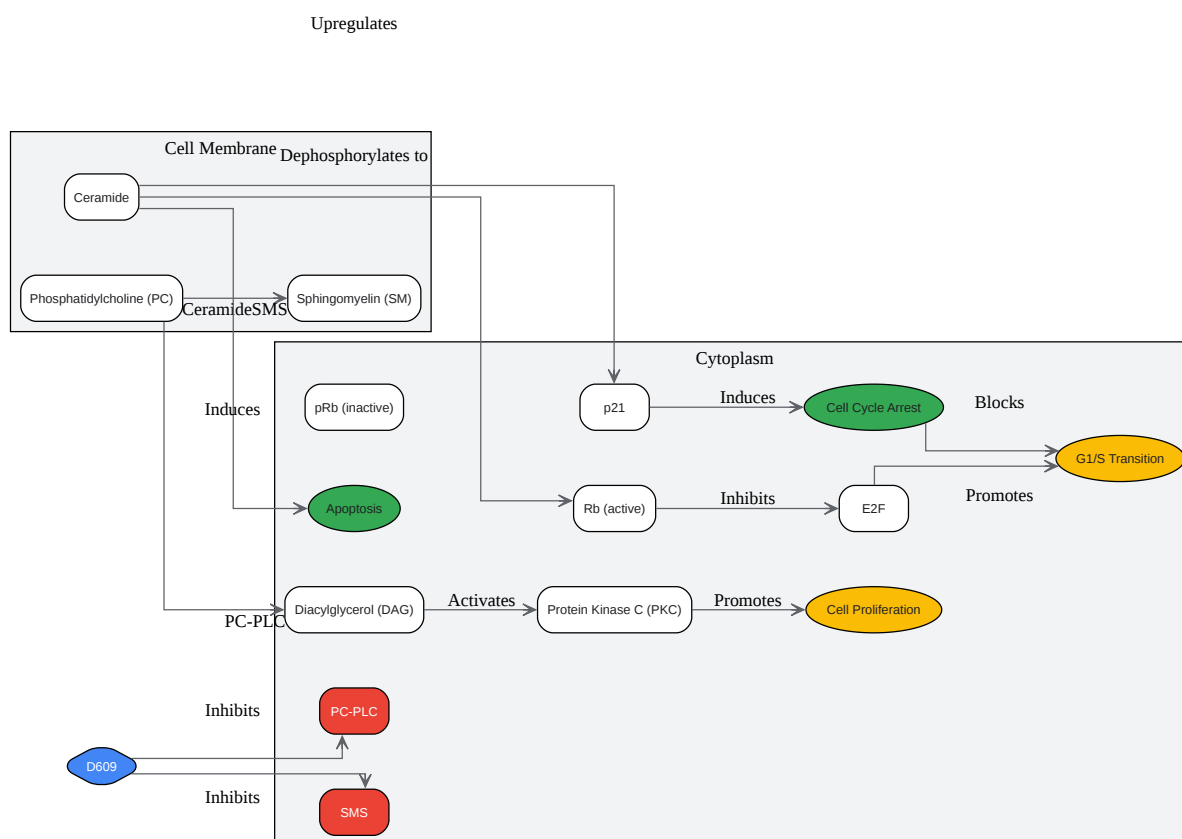 Upregulates
Cell Membrane
Dephosphorylates to
Ceramide
Phosphatidylcholine (PC)
CeramideSMS
Sphingomyelin (SM)
Cytoplasm
Induces
pRb (inactive)
p21
Induces
Cell Cycle Arrest
Blocks
G1/S Transition
Promotes
Apoptosis
Rb (active)
Inhibits
E2F
PC-PLC
Diacylglycerol (DAG)
Activates
Protein Kinase C (PKC)
Promotes
Cell Proliferation
Inhibits
PC-PLC
D609
Inhibits
SMS